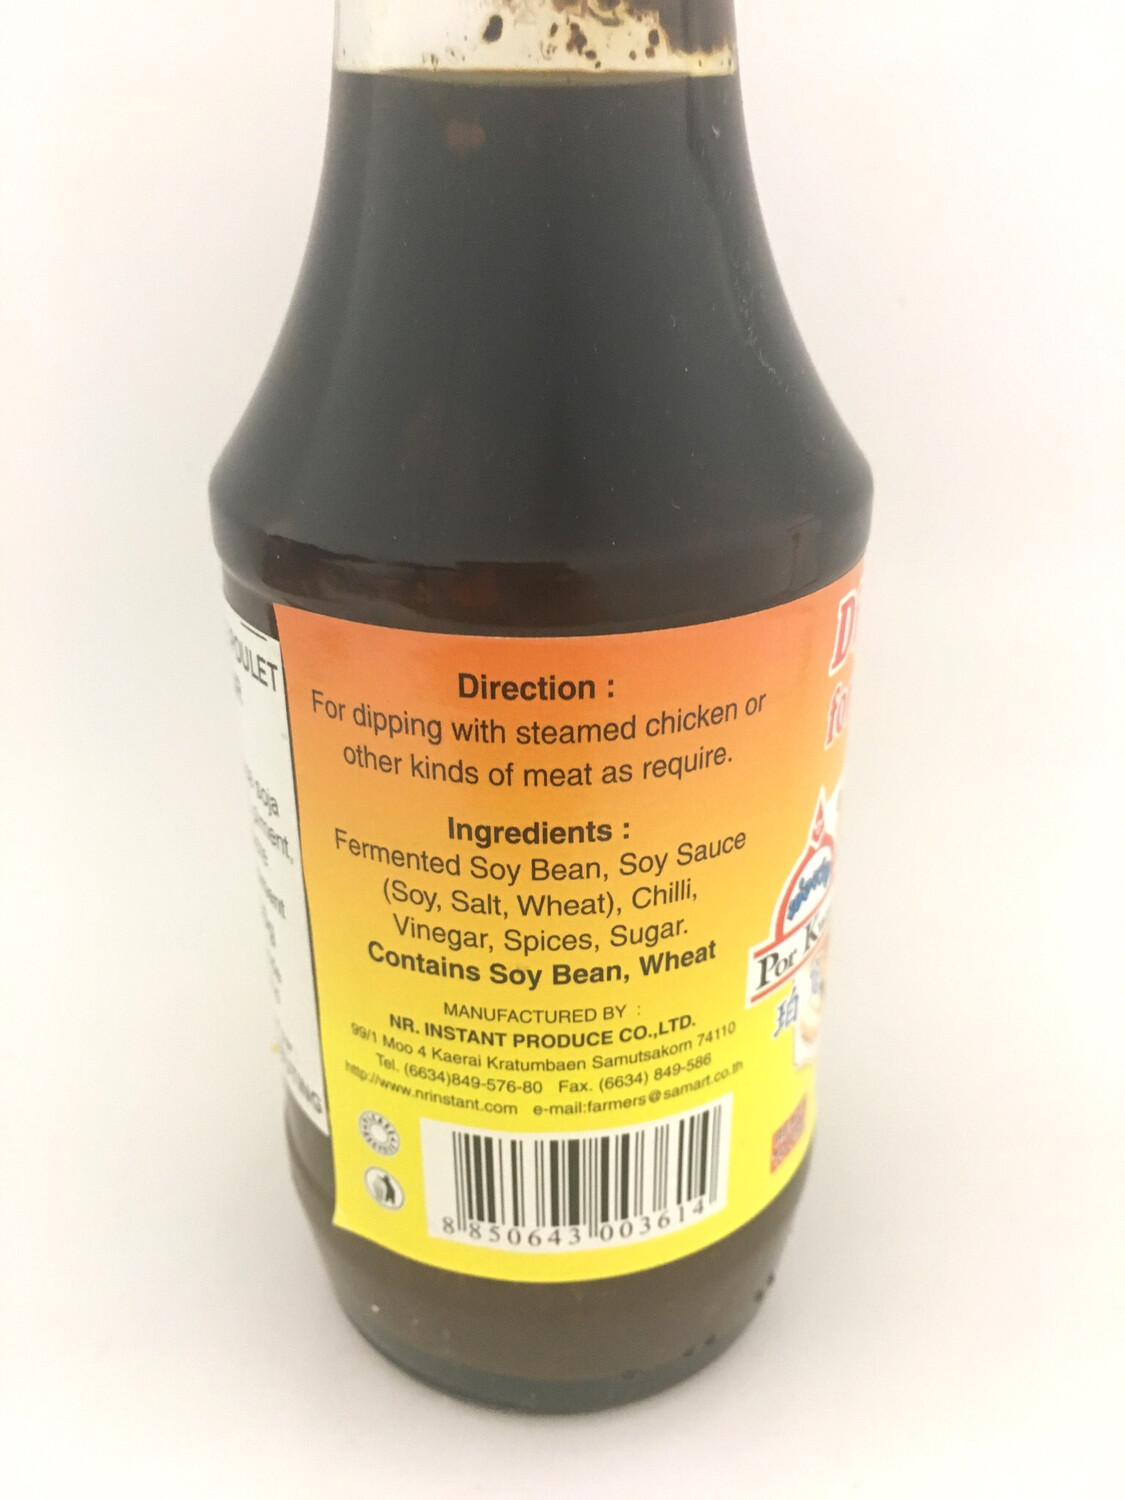 POULET
soja
Direction :
For dipping with steamed chicken or
other kinds of meat as require.
Ingredients :
Fermented Soy Bean, Soy Sauce
(Soy, Salt, Wheat), Chilli,
Vinegar, Spices, Sugar.
Contains Soy Bean, Wheat
MANUFACTURED BY :
NR. INSTANT PRODUCE CO.,LTD.
99/1 Moo 4 Kaerai Kratumbaen Samutsakorn 74110
Tel. (6634)849-576-80 Fax. (6634) 849-586
http://www.nrinstant.com e-mail:farmers@samart.co.th
8 850643 003614
Por
珀